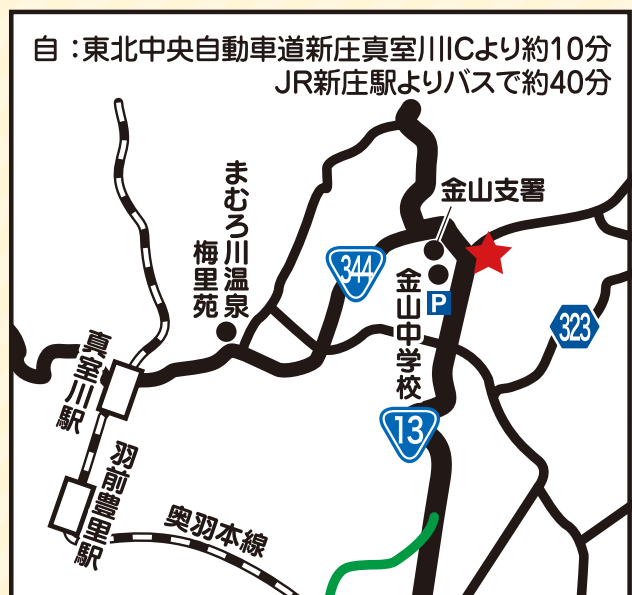 自：東北中央自動車道新庄真室川ICより約10分
JR新庄駅よりバスで約40分
金山支署
まむろ川温泉
梅里苑
344
P
金山中学校
323
真室川駅
13
羽前豊里駅
奥羽本線